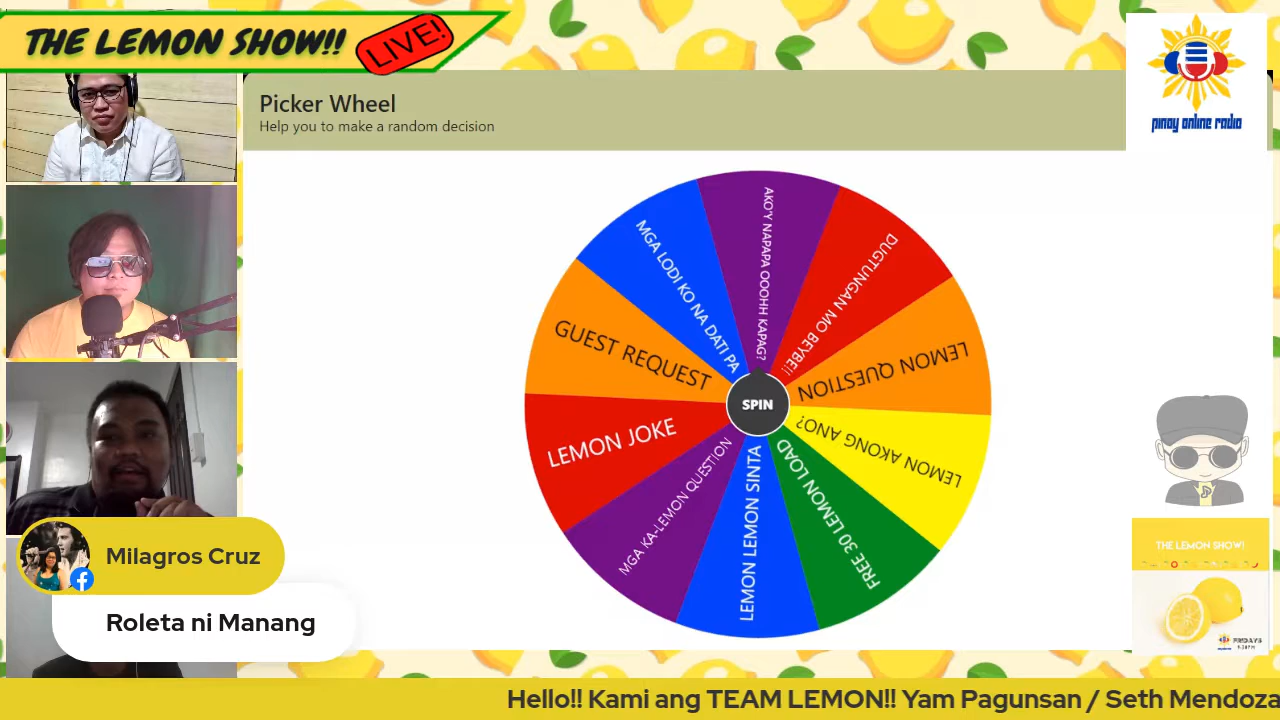 THE LEMON SHOW!!
LIVE!
Picker Wheel
Help you to make a random decision
pinoy online radio
AKO'Y NAPAPA OOOHH KAPAG?
DUGTUNGAN MO BEYBE!!
LEMON QUESTION
LEMON AKONG ANO?
FREE 30 LEMON LOAD
LEMON LEMON SINTA
MGA KA-LEMON QUESTION
LEMON JOKE
GUEST REQUEST
MGA LODI KO NA DATI PA
SPIN
Milagros Cruz
Roleta ni Manang
THE LEMON SHOW!
FRIDAYS
Hello!! Kami ang TEAM LEMON!! Yam Pagunsan / Seth Mendoza